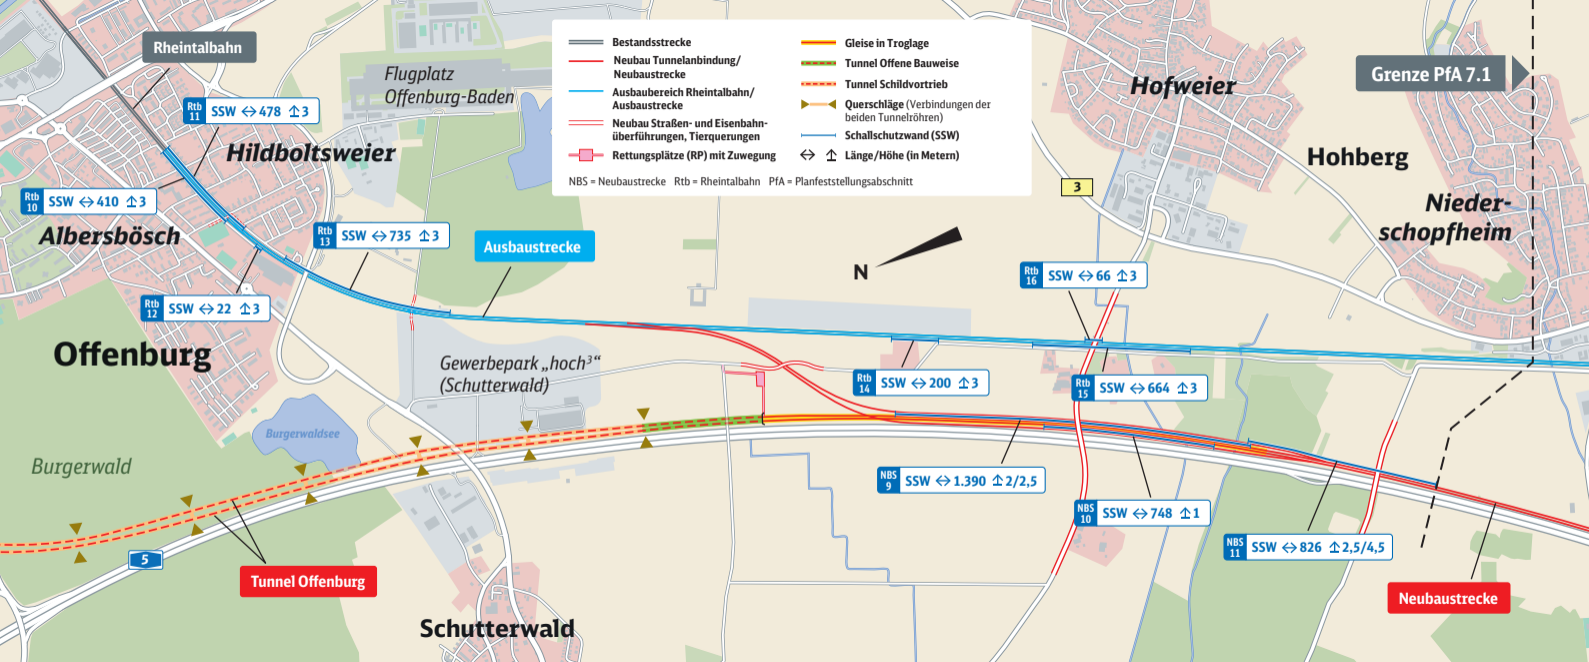 Rheintalbahn
Flugplatz
Offenburg-Baden
Rtb
11
SSW ↔ 478 ↥ 3
Hildboltsweier
Rtb
10
SSW ↔ 410 ↥ 3
Albersbösch
Rtb
13
SSW ↔ 735 ↥ 3
Ausbaustrecke
Rtb
12
SSW ↔ 22 ↥ 3
Offenburg
Gewerbepark „hoch³“
(Schutterwald)
Burgerwaldsee
Burgerwald
5
Tunnel Offenburg
Schutterwald
Bestandsstrecke
Neubau Tunnelanbindung/
Neubaustrecke
Ausbaubereich Rheintalbahn/
Ausbaustrecke
Neubau Straßen- und Eisenbahn-
überführungen, Tierquerungen
Rettungsplätze (RP) mit Zuwegung
Gleise in Troglage
Tunnel Offene Bauweise
Tunnel Schildvortrieb
Querschläge (Verbindungen der
beiden Tunnelröhren)
Schallschutzwand (SSW)
↔ ↥ Länge/Höhe (in Metern)
NBS = Neubaustrecke Rtb = Rheintalbahn PfA = Planfeststellungsabschnitt
N
3
Hofweier
Grenze PfA 7.1
Hohberg
Nieder-
schopfheim
Rtb
16
SSW ↔ 66 ↥ 3
Rtb
14
SSW ↔ 200 ↥ 3
Rtb
15
SSW ↔ 664 ↥ 3
NBS
9
SSW ↔ 1.390 ↥ 2/2,5
NBS
10
SSW ↔ 748 ↥ 1
NBS
11
SSW ↔ 826 ↥ 2,5/4,5
Neubaustrecke